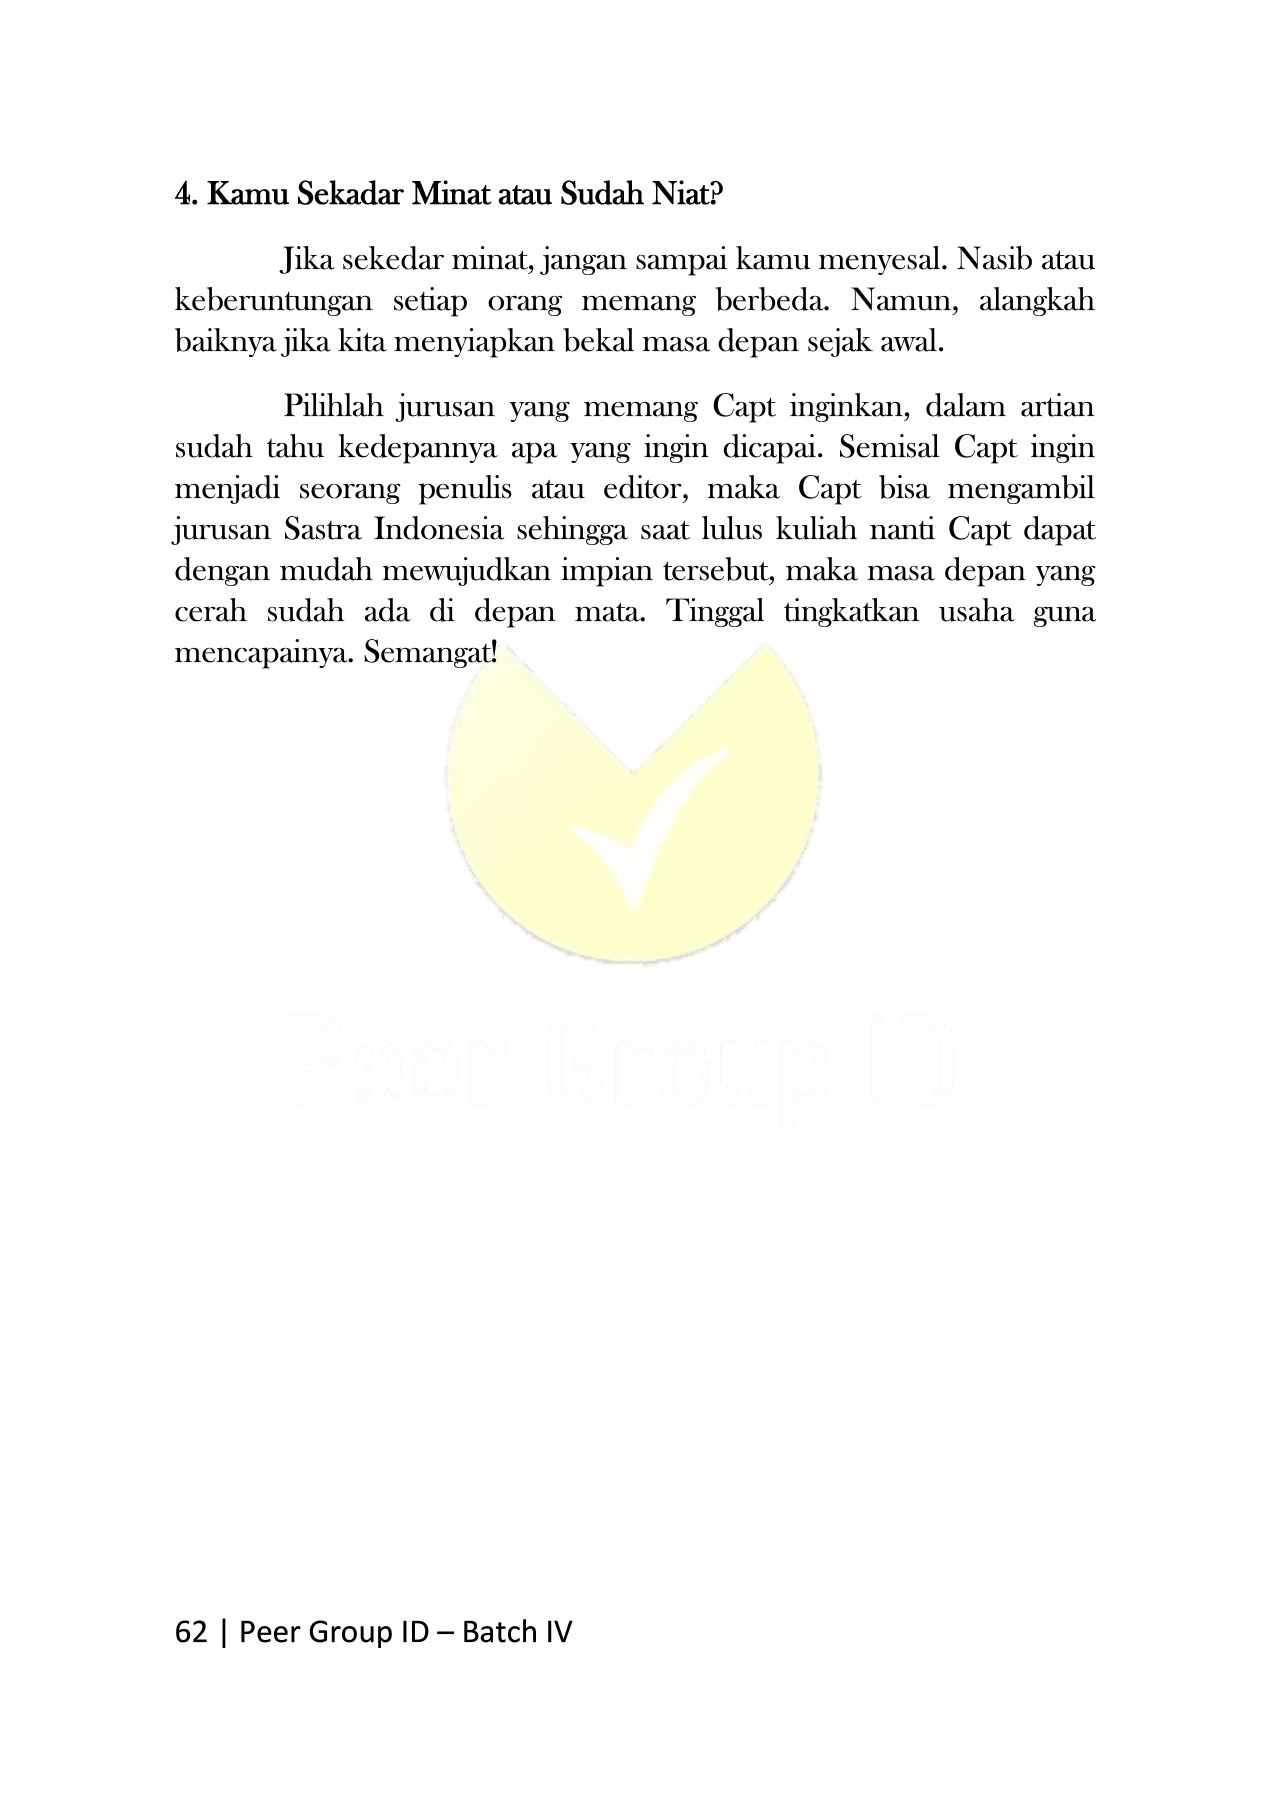 4. Kamu Sekadar Minat atau Sudah Niat?
Jika sekedar minat, jangan sampai kamu menyesal. Nasib atau
keberuntungan setiap orang memang berbeda. Namun, alangkah
baiknya jika kita menyiapkan bekal masa depan sejak awal.
Pilihlah jurusan yang memang Capt inginkan, dalam artian
sudah tahu kedepannya apa yang ingin dicapai. Semisal Capt ingin
menjadi seorang penulis atau editor, maka Capt bisa mengambil
jurusan Sastra Indonesia sehingga saat lulus kuliah nanti Capt dapat
dengan mudah mewujudkan impian tersebut, maka masa depan yang
cerah sudah ada di depan mata. Tinggal tingkatkan usaha guna
mencapainya. Semangat!
Peer Group ID
62 | Peer Group ID – Batch IV